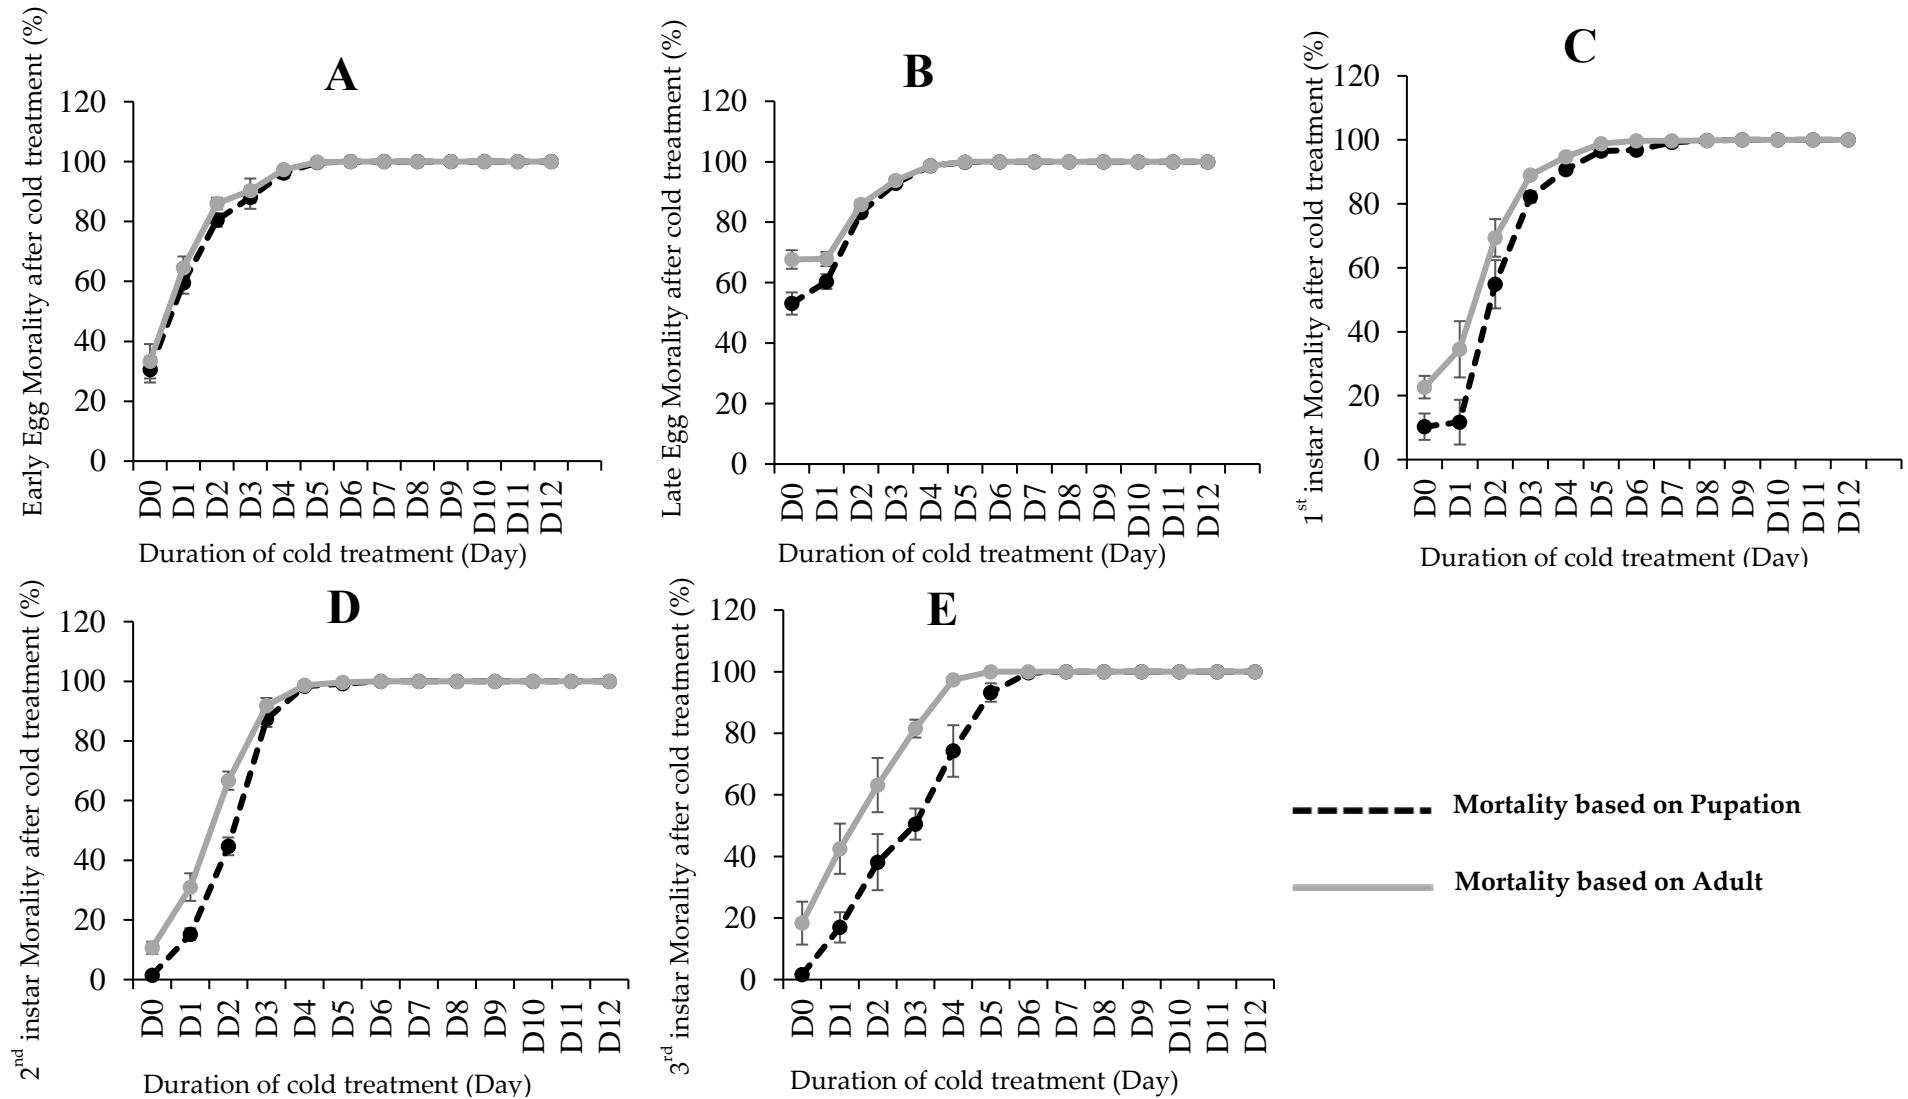 A
Early Egg Morality after cold treatment (%)
120
100
80
60
40
20
0
D0 D1 D2 D3 D4 D5 D6 D7 D8 D9 D10 D11 D12
Duration of cold treatment (Day)
B
Late Egg Morality after cold treatment (%)
120
100
80
60
40
20
0
D0 D1 D2 D3 D4 D5 D6 D7 D8 D9 D10 D11 D12
Duration of cold treatment (Day)
C
1st instar Morality after cold treatment (%)
120
100
80
60
40
20
0
D0 D1 D2 D3 D4 D5 D6 D7 D8 D9 D10 D11 D12
Duration of cold treatment (Day)
D
2nd instar Morality after cold treatment (%)
120
100
80
60
40
20
0
D0 D1 D2 D3 D4 D5 D6 D7 D8 D9 D10 D11 D12
Duration of cold treatment (Day)
E
3rd instar Morality after cold treatment (%)
120
100
80
60
40
20
0
D0 D1 D2 D3 D4 D5 D6 D7 D8 D9 D10 D11 D12
Duration of cold treatment (Day)
Mortality based on Pupation
Mortality based on Adult